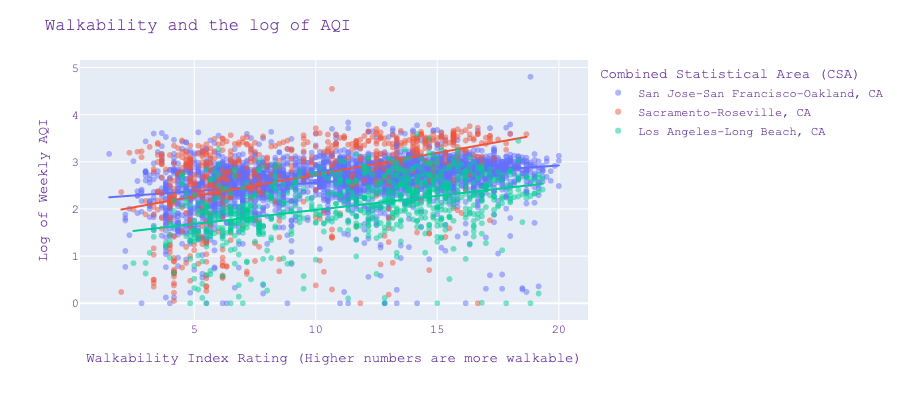 Walkability and the log of AQI
Combined Statistical Area (CSA)
San Jose-San Francisco-Oakland, CA
Sacramento-Roseville, CA
Los Angeles-Long Beach, CA
Log of Weekly AQI
5
4
3
2
1
0
5 10 15 20
Walkability Index Rating (Higher numbers are more walkable)